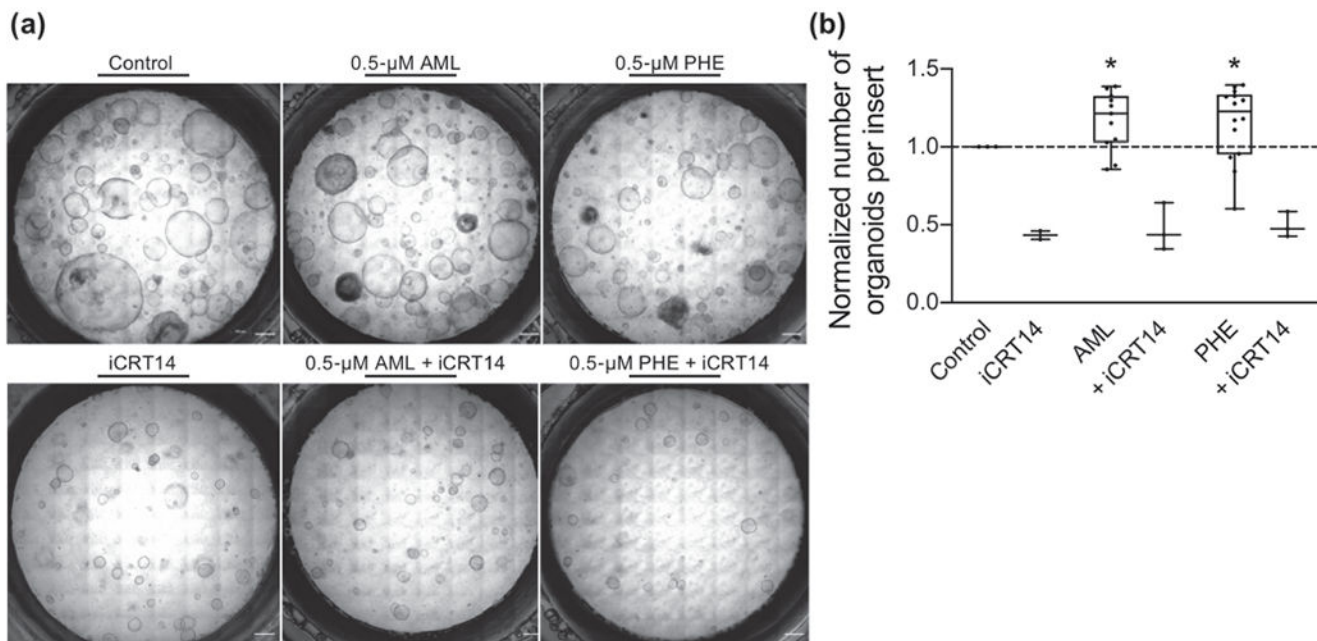 (a)
Control
0.5-µM AML
0.5-µM PHE
iCRT14
0.5-µM AML + iCRT14
0.5-µM PHE + iCRT14
(b)
Normalized number of
organoids per insert
1.5
1.0
0.5
0.0
*
*
Control
iCRT14
AML
+ iCRT14
PHE
+ iCRT14